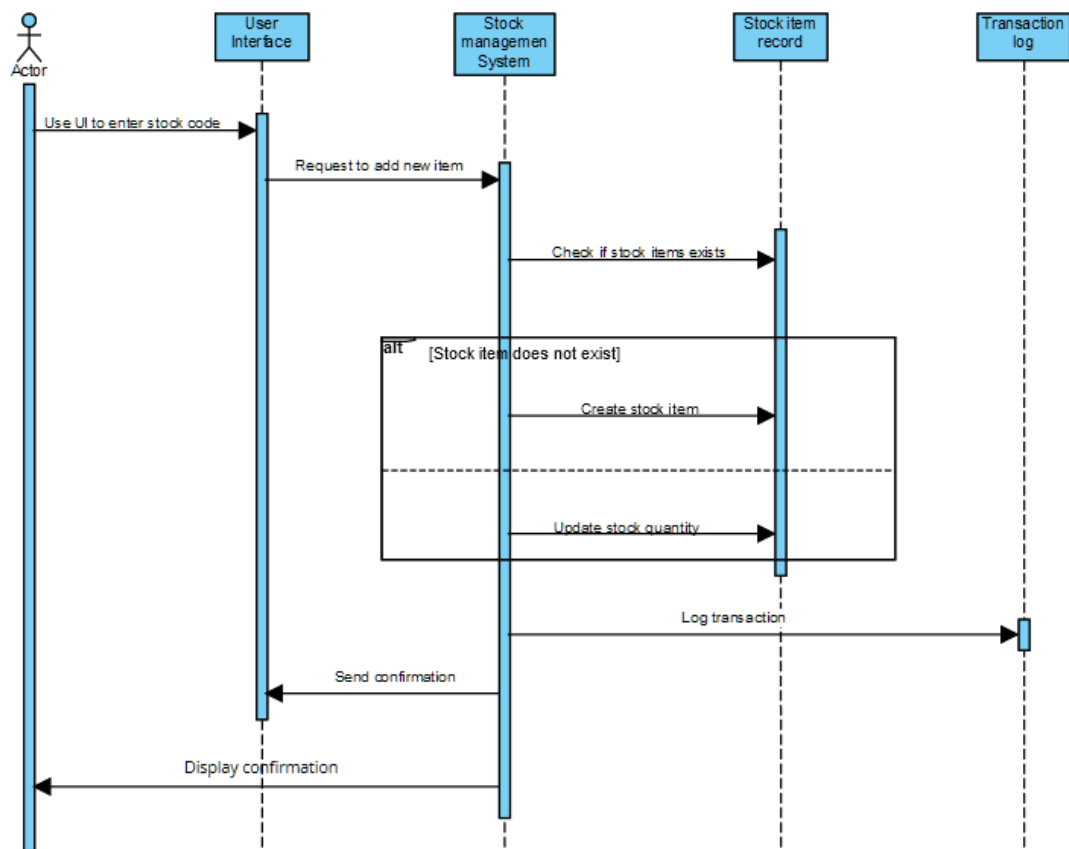 Actor
User
Interface
Stock
managemen
System
Stock item
record
Transaction
log
Use UI to enter stock code
Request to add new item
Check if stock items exists
alt
[Stock item does not exist]
Create stock item
Update stock quantity
Log transaction
Send confirmation
Display confirmation